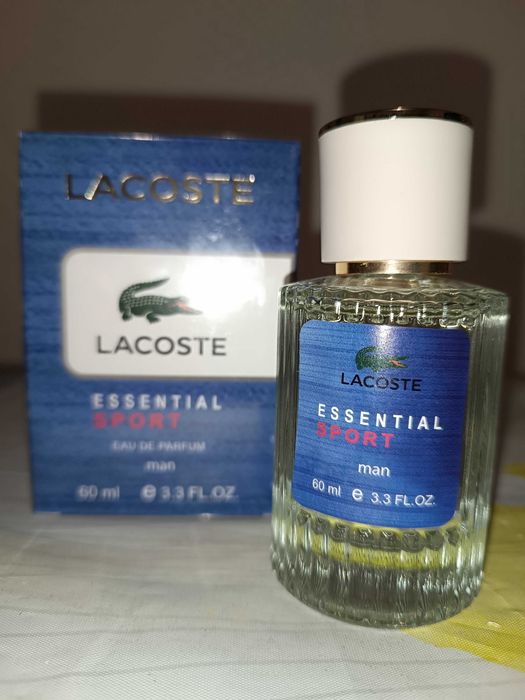 LACOSTE
LACOSTE
ESSENTIAL
SPORT
EAU DE PARFUM
man
60 ml e 3.3 FL.OZ.
LACOSTE
ESSENTIAL
SPORT
man
60 ml e 3.3 FL.OZ.